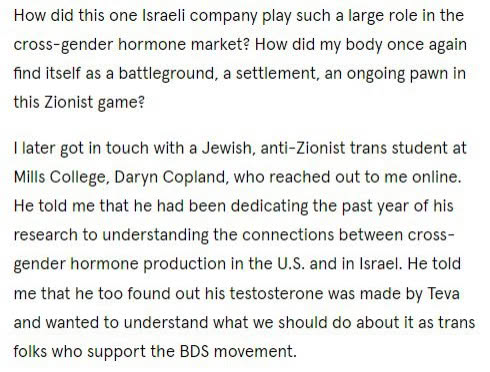 How did this one Israeli company play such a large role in the
cross-gender hormone market? How did my body once again
find itself as a battleground, a settlement, an ongoing pawn in
this Zionist game?
I later got in touch with a Jewish, anti-Zionist trans student at
Mills College, Daryn Copland, who reached out to me online.
He told me that he had been dedicating the past year of his
research to understanding the connections between cross-
gender hormone production in the U.S. and in Israel. He told
me that he too found out his testosterone was made by Teva
and wanted to understand what we should do about it as trans
folks who support the BDS movement.